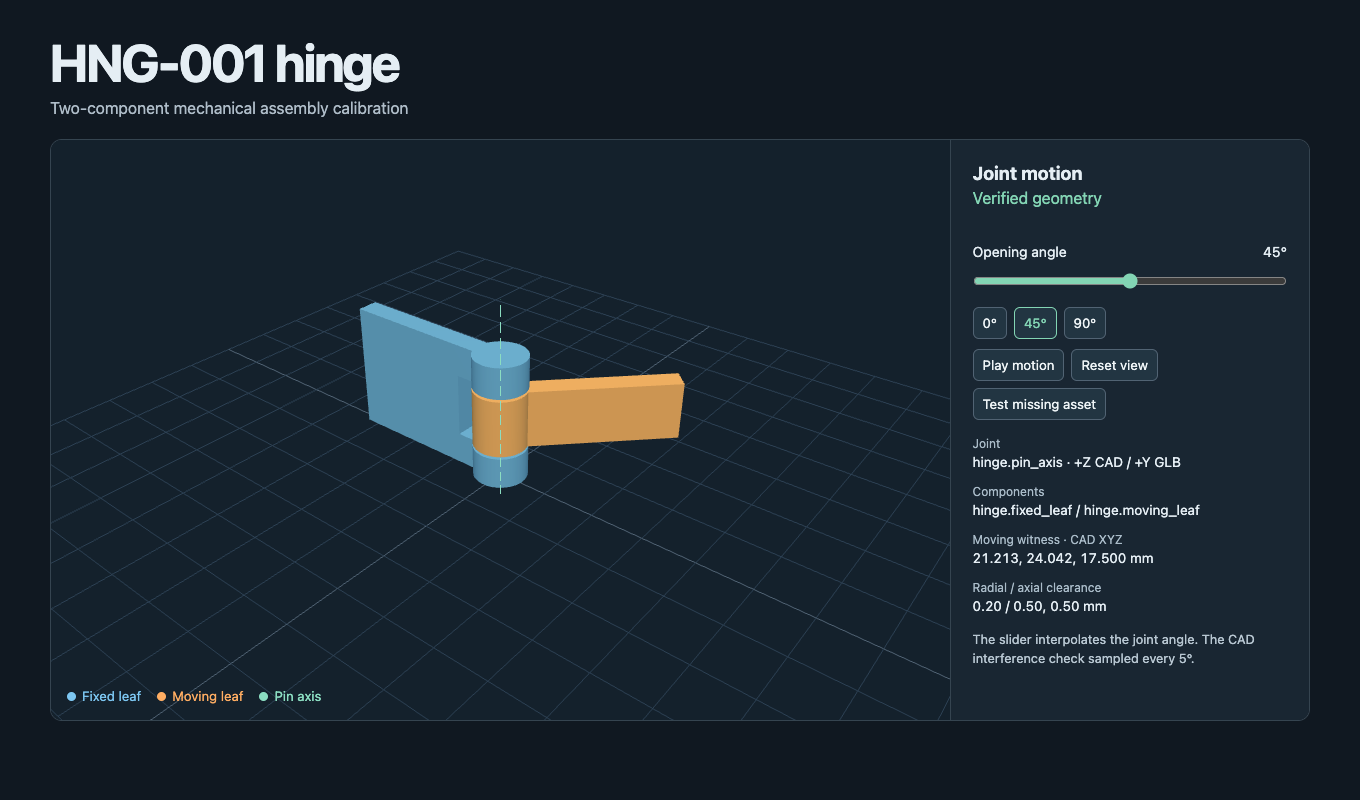 HNG-001 hinge
Two-component mechanical assembly calibration
Joint motion
Verified geometry
Opening angle 45°
0° 45° 90°
Play motion Reset view
Test missing asset
Joint
hinge.pin_axis · +Z CAD / +Y GLB
Components
hinge.fixed_leaf / hinge.moving_leaf
Moving witness · CAD XYZ
21.213, 24.042, 17.500 mm
Radial / axial clearance
0.20 / 0.50, 0.50 mm
The slider interpolates the joint angle. The CAD
interference check sampled every 5°.
Fixed leaf Moving leaf Pin axis